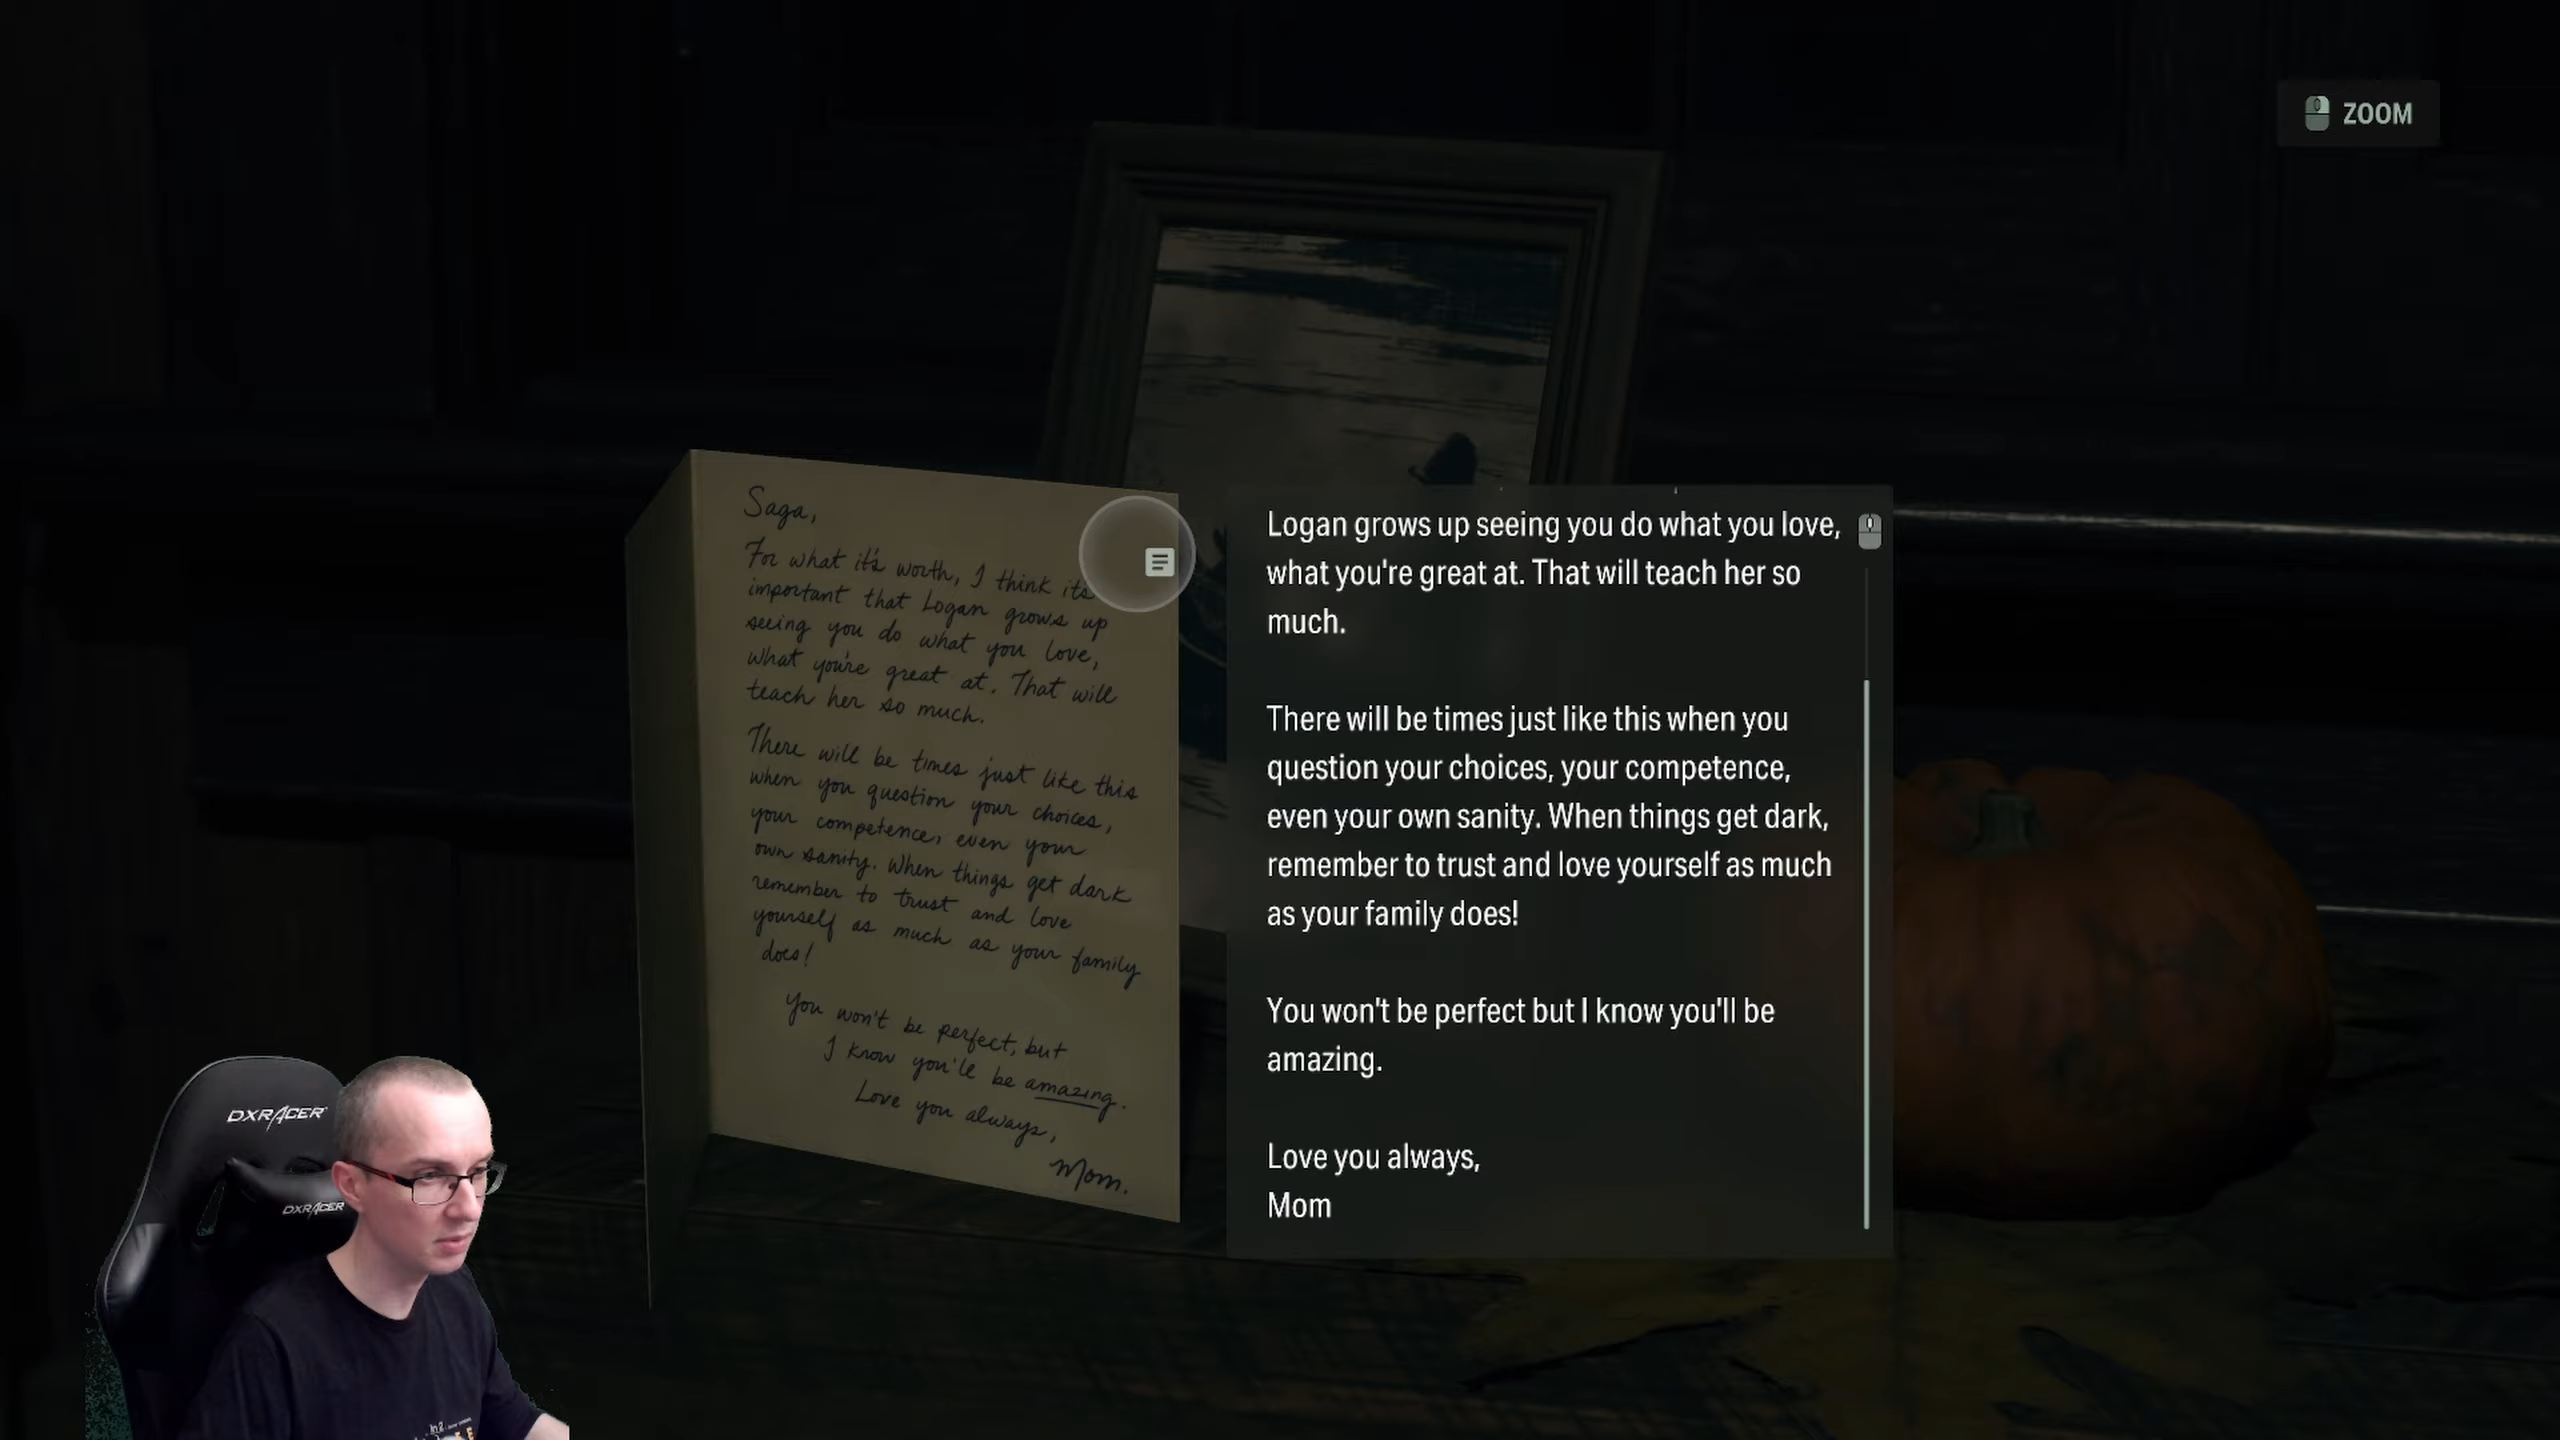 ZOOM
Saga,
For what it's worth, I think its
important that Logan grows up
seeing you do what you love,
what you're great at. That will
teach her so much.
There will be times just like this
when you question your choices,
your competence, even your
own sanity. When things get dark
remember to trust and love
yourself as much as your family
does!
You won't be perfect, but
I know you'll be amazing.
Love you always,
Mom.
Logan grows up seeing you do what you love,
what you're great at. That will teach her so
much.
There will be times just like this when you
question your choices, your competence,
even your own sanity. When things get dark,
remember to trust and love yourself as much
as your family does!
You won't be perfect but I know you'll be
amazing.
Love you always,
Mom
DXRACER
DXRACER